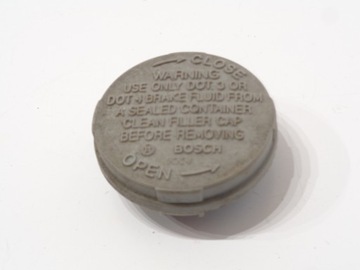 CLOSE
WARNING
USE ONLY DOT 3 OR
DOT 4 BRAKE FLUID FROM
A SEALED CONTAINER
CLEAN FILLER CAP
BEFORE REMOVING
BOSCH
OPEN